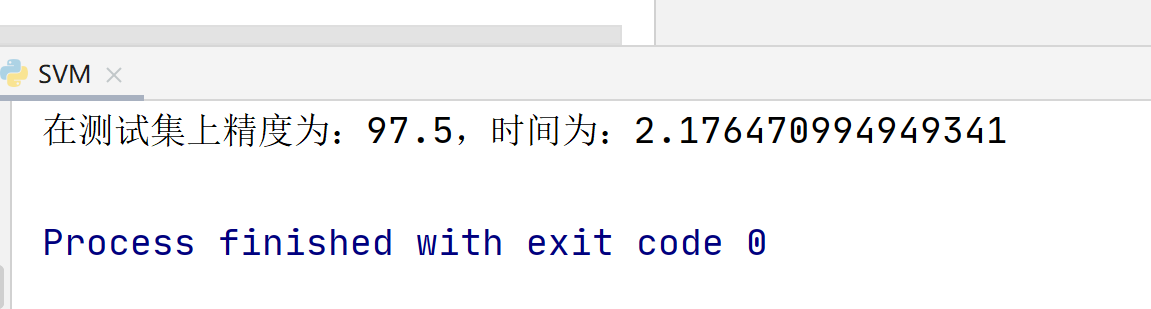 SVM
在测试集上精度为：97.5，时间为：2.176470994949341
Process finished with exit code 0